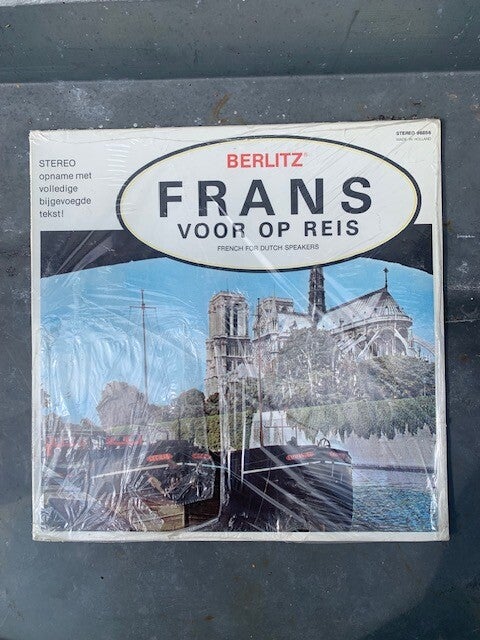 STEREO
opname met
volledige
bijgevoegde
tekst!
BERLITZ®
FRANS
VOOR OP REIS
FRENCH FOR DUTCH SPEAKERS
MADE IN HOLLAND